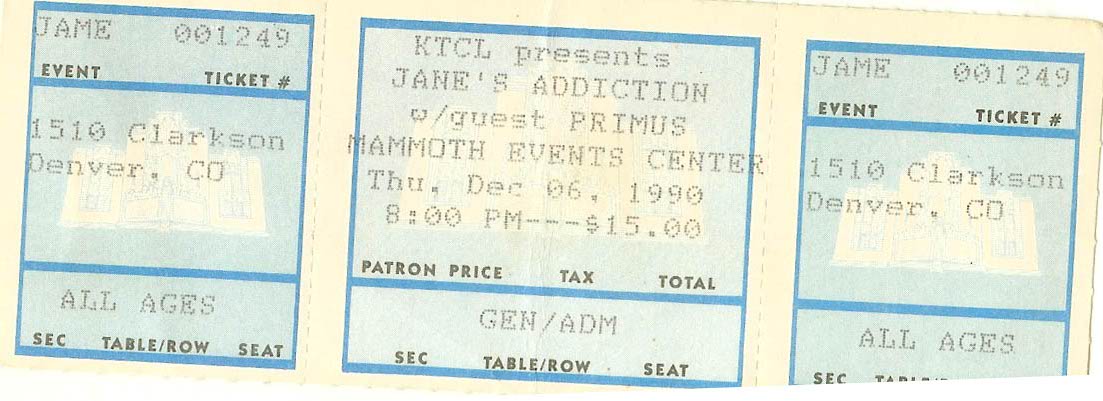 JAME 001249
EVENT TICKET #
1510 Clarkson
Denver, CO
ALL AGES
SEC TABLE/ROW SEAT
KTCL presents
JANE'S ADDICTION
w/guest PRIMUS
MAMMOTH EVENTS CENTER
Thu, Dec 06, 1990
8:00 PM---$15.00
PATRON PRICE TAX TOTAL
GEN/ADM
SEC TABLE/ROW SEAT
JAME 001249
EVENT TICKET #
1510 Clarkson
Denver, CO
ALL AGES
SEC